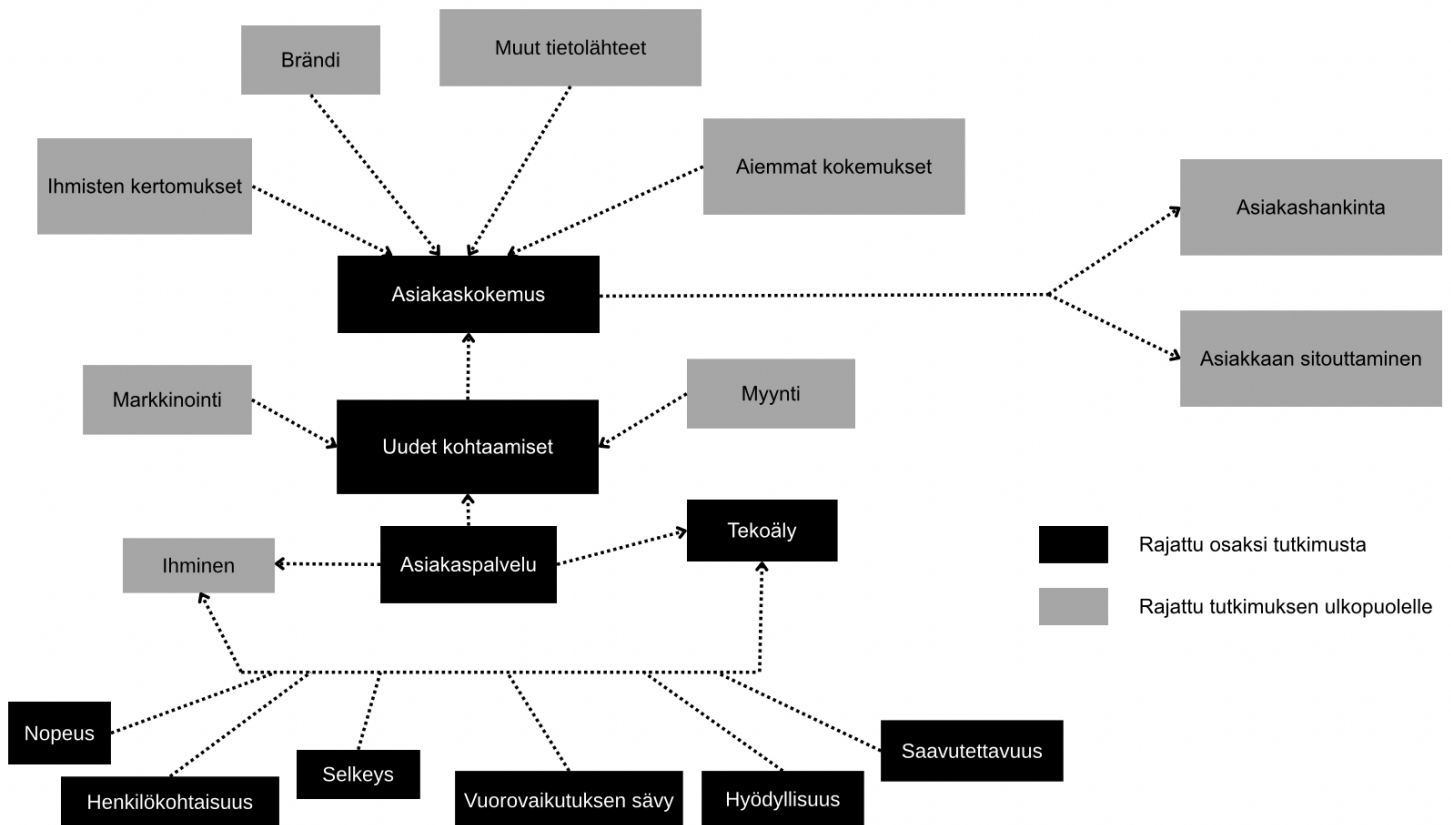 Brändi
Muut tietolähteet
Ihmisten kertomukset
Aiemmat kokemukset
Asiakashankinta
Asiakaskokemus
Asiakkaan sitouttaminen
Markkinointi
Myynti
Uudet kohtaamiset
Tekoäly
Ihminen
Asiakaspalvelu
Rajattu osaksi tutkimusta
Rajattu tutkimuksen ulkopuolelle
Nopeus
Henkilökohtaisuus
Selkeys
Vuorovaikutuksen sävy
Hyödyllisuus
Saavutettavuus